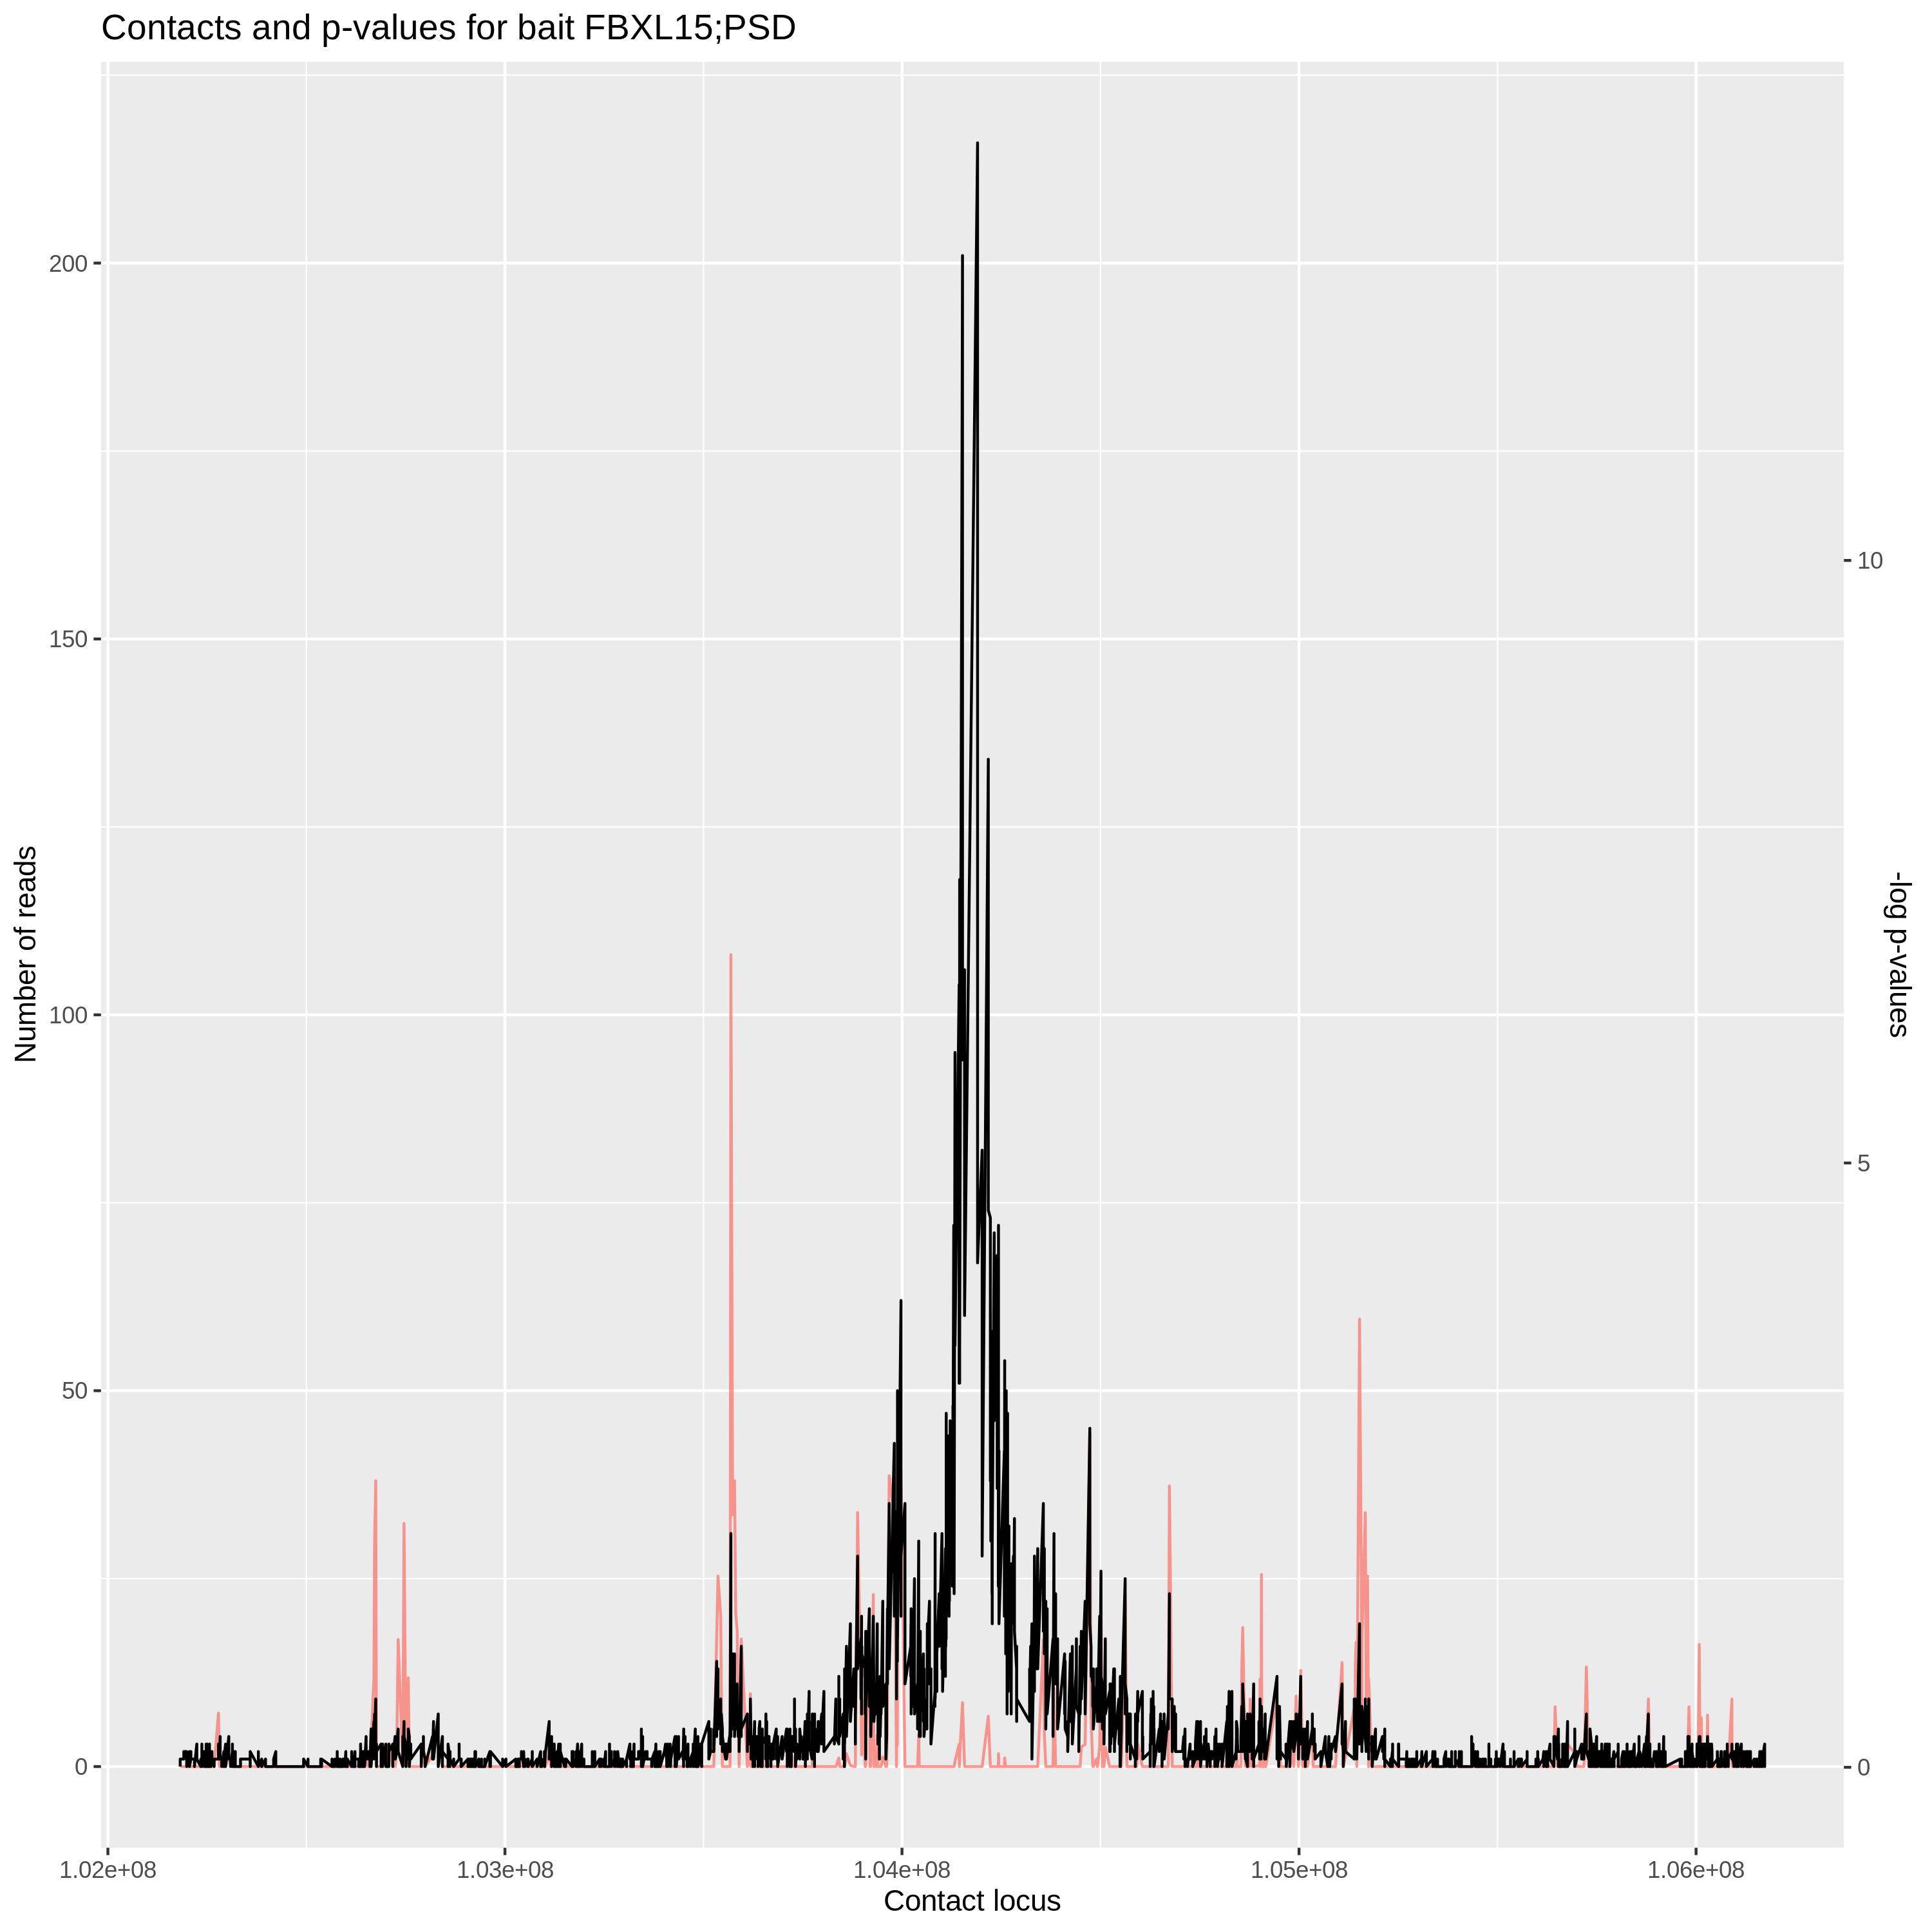 Contacts and p-values for bait FBXL15;PSD
Number of reads
200
150
100
50
0
10
5
0
-log p-values
1.02e+08
1.03e+08
1.04e+08
1.05e+08
1.06e+08
Contact locus